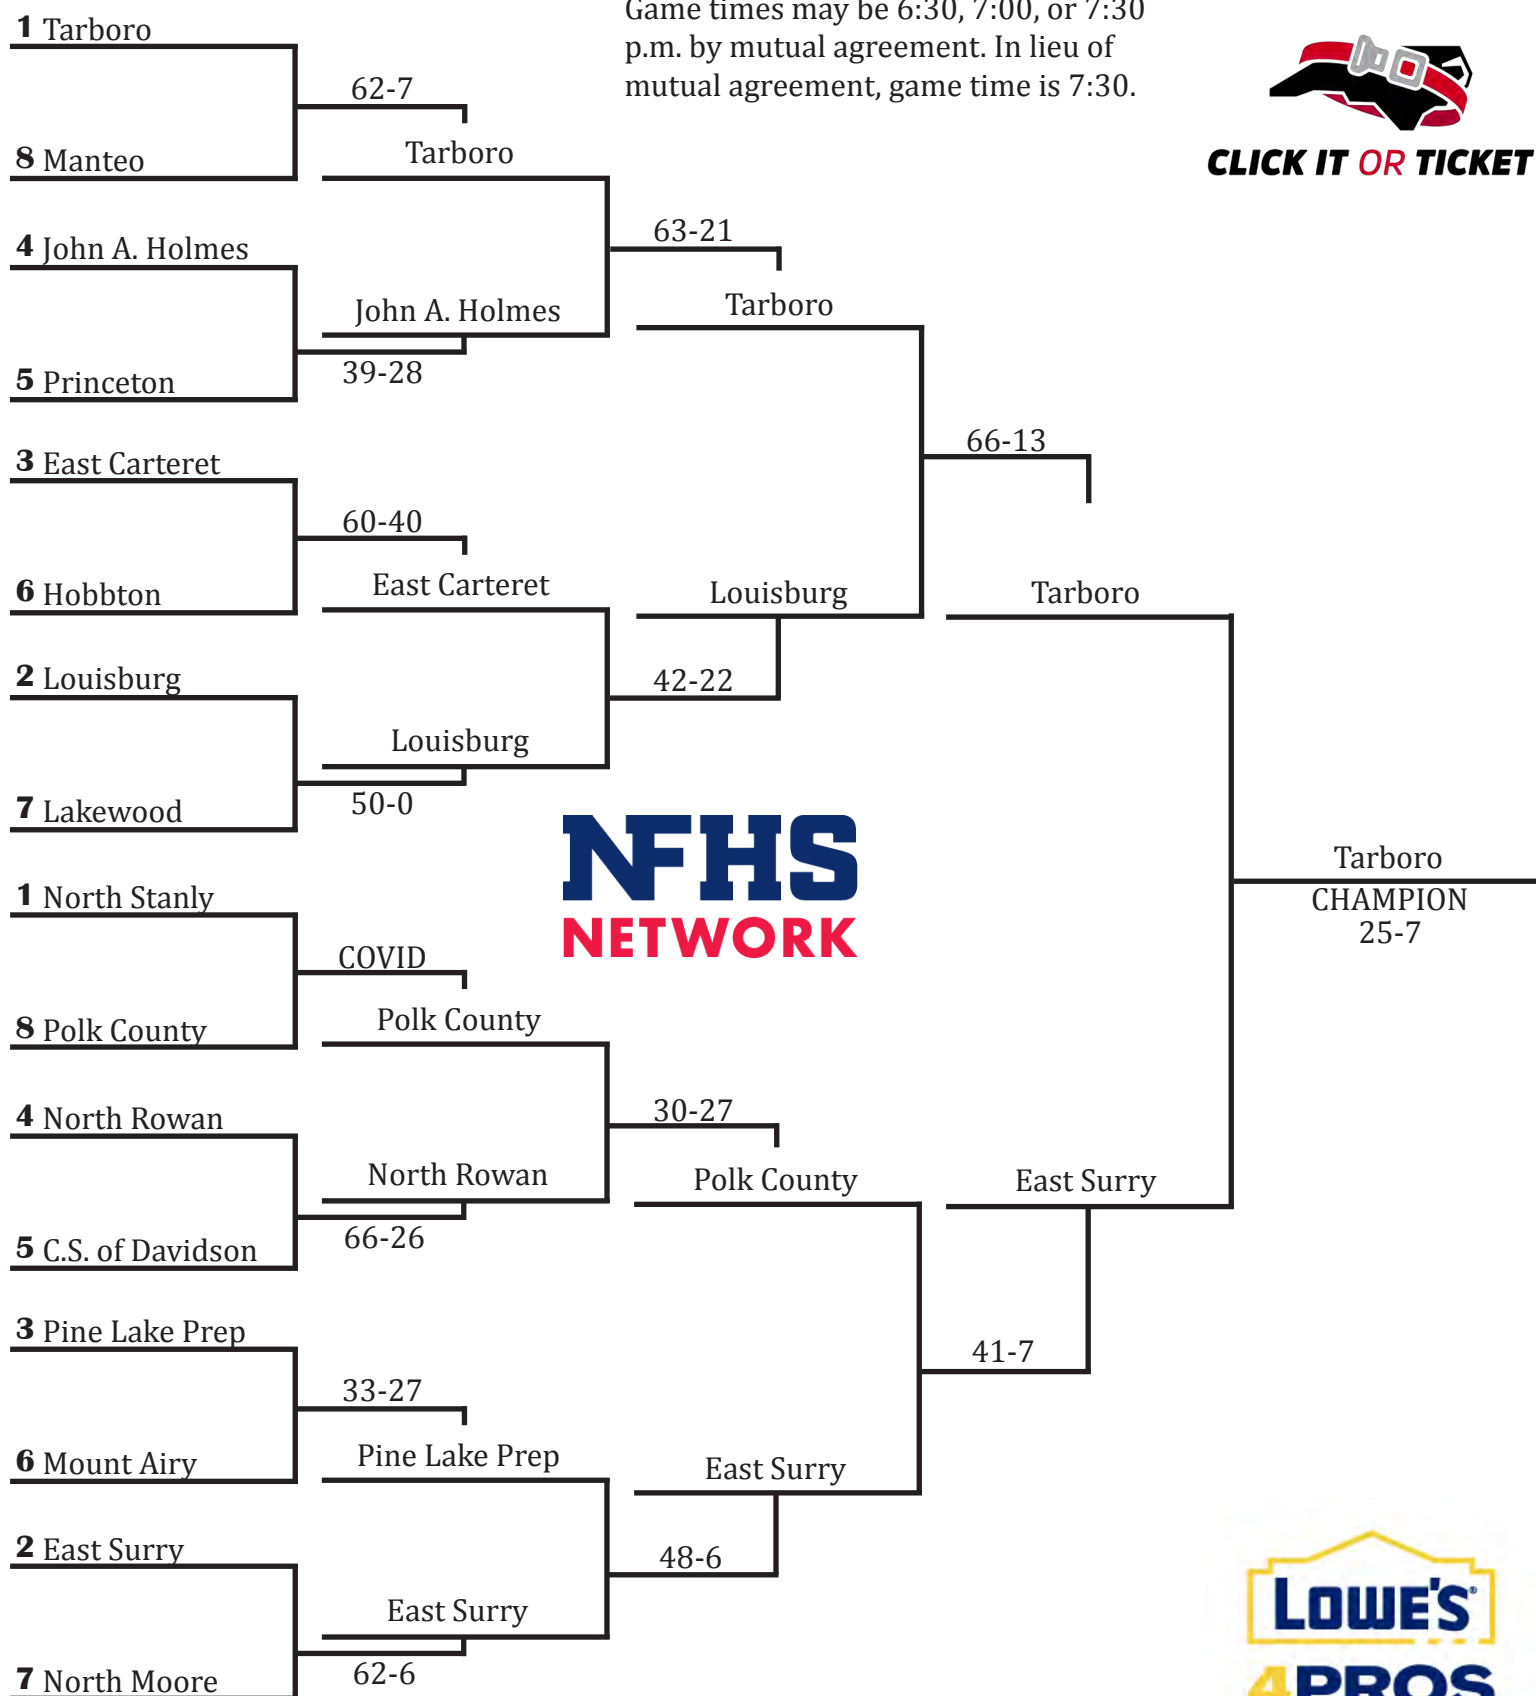 Game times may be 6:30, 7:00, or 7:30
p.m. by mutual agreement. In lieu of
mutual agreement, game time is 7:30.
CLICK IT OR TICKET
1 Tarboro
62-7
8 Manteo
Tarboro
4 John A. Holmes
63-21
John A. Holmes
Tarboro
39-28
5 Princeton
3 East Carteret
66-13
60-40
6 Hobbton
East Carteret
Louisburg
Tarboro
2 Louisburg
42-22
Louisburg
7 Lakewood
50-0
NFHS
NETWORK
Tarboro
CHAMPION
25-7
1 North Stanly
COVID
8 Polk County
Polk County
4 North Rowan
30-27
North Rowan
Polk County
East Surry
66-26
5 C.S. of Davidson
3 Pine Lake Prep
41-7
33-27
6 Mount Airy
Pine Lake Prep
East Surry
2 East Surry
48-6
East Surry
7 North Moore
62-6
LOWE'S®
4PROS